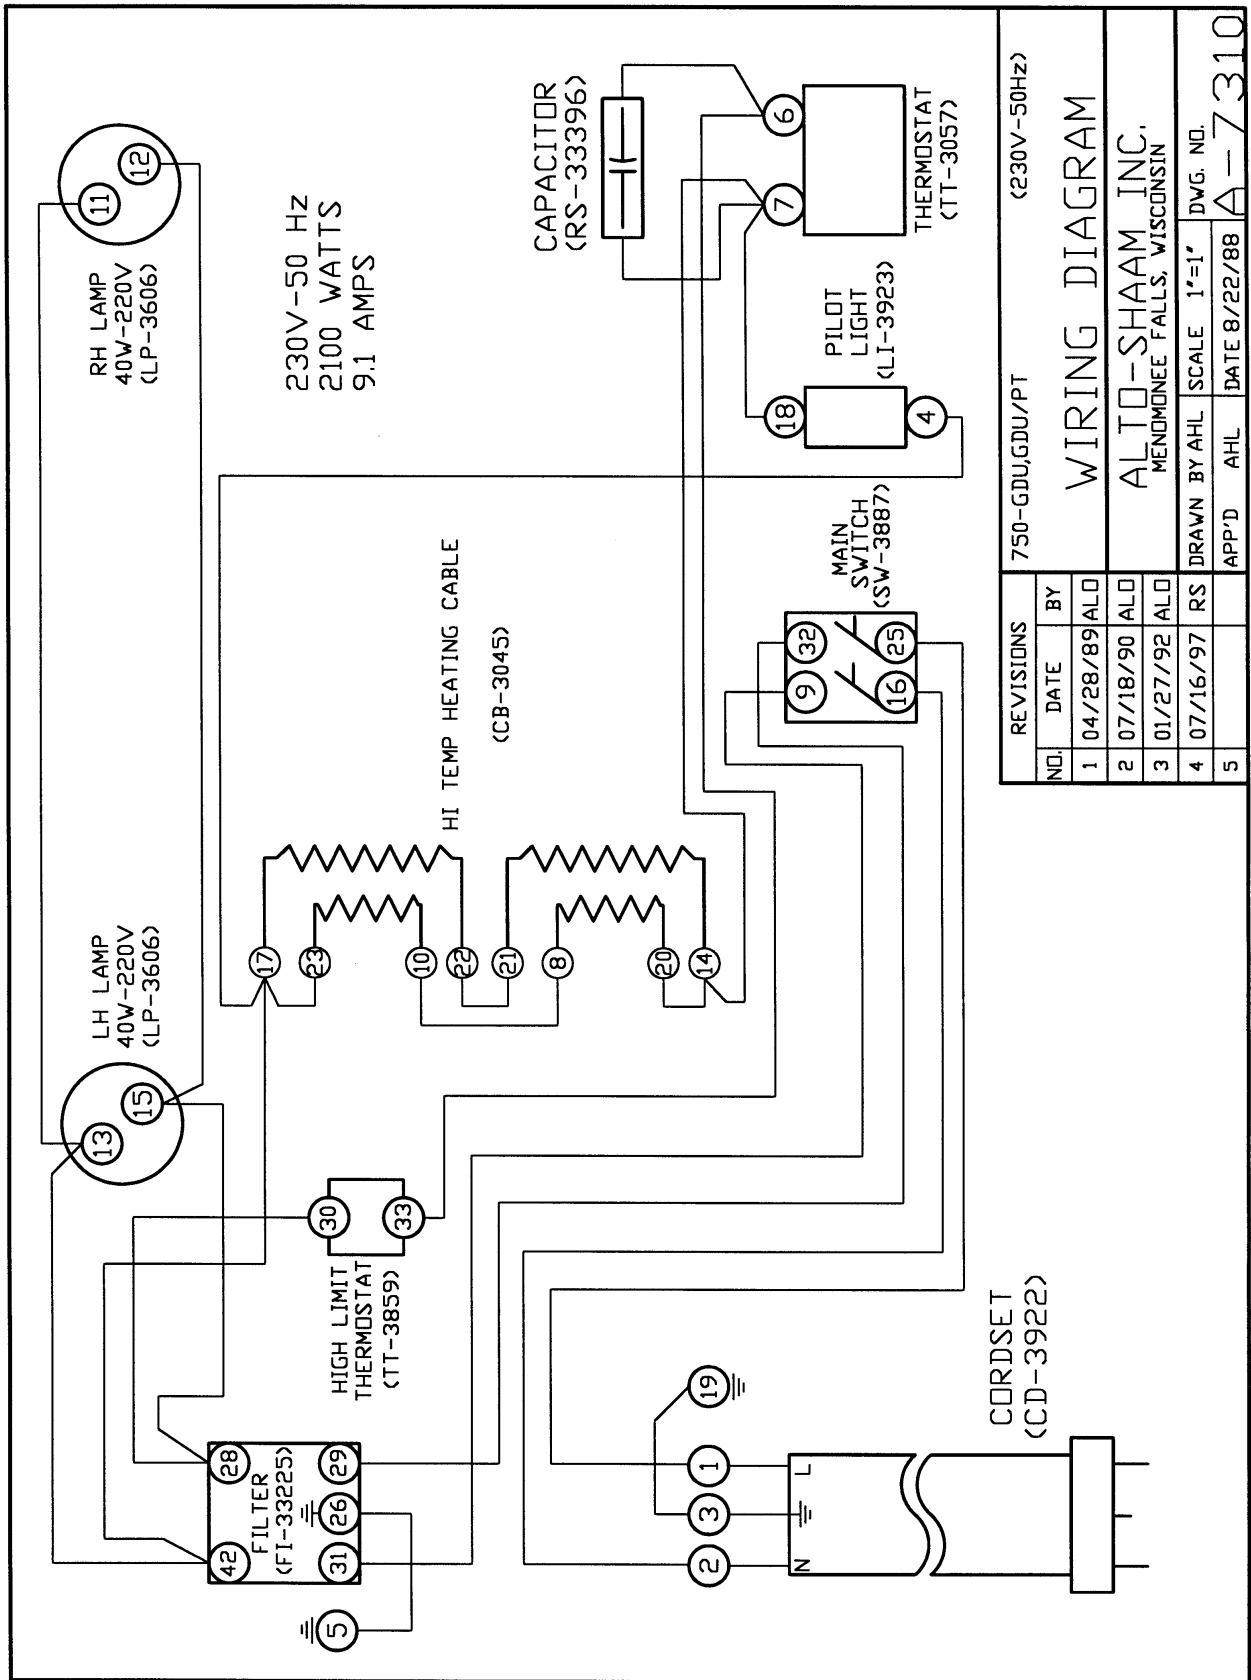 RH LAMP
40W-220V
(LP-3606)
11
12
LH LAMP
40W-220V
(LP-3606)
13
15
230V-50 Hz
2100 WATTS
9.1 AMPS
CAPACITOR
(RS-33396)
6
7
THERMOSTAT
(TT-3057)
PILOT
LIGHT
(LI-3923)
18
4
HI TEMP HEATING CABLE
(CB-3045)
17
23
10
22
21
8
20
14
MAIN
SWITCH
(SW-3887)
9
32
16
25
HIGH LIMIT
THERMOSTAT
(TT-3859)
30
33
FILTER
(FI-33225)
42
28
31
26
29
5
19
1
3
2
L
N
CORDSET
(CD-3922)
REVISIONS
NO. DATE BY
1 04/28/89 ALO
2 07/18/90 ALO
3 01/27/92 ALO
4 07/16/97 RS
5
750-GDU,GDU/PT (230V-50Hz)
WIRING DIAGRAM
ALTO-SHAAM INC.
MENOMONEE FALLS, WISCONSIN
DRAWN BY AHL SCALE 1"=1" DWG. NO.
APP'D AHL DATE 8/22/88 A-7310